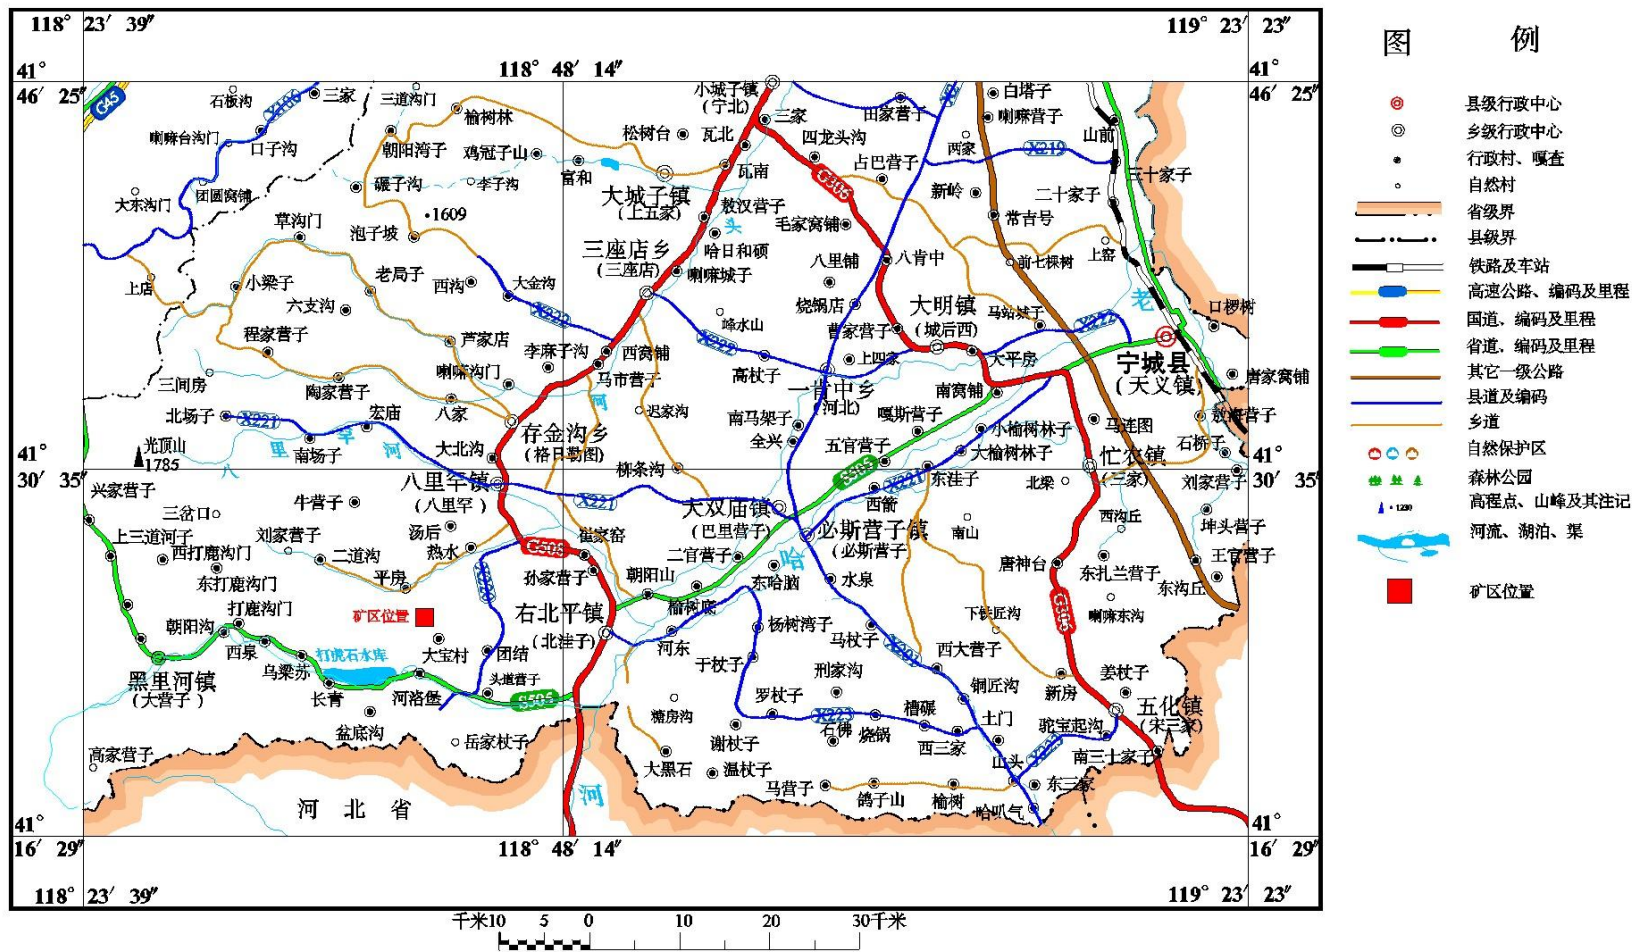 118° 23′ 39″
119° 23′ 23″
41°
118° 48′ 14″
41°
46′ 25″
46′ 25″
G45
石板沟
三家
三道沟门
榆树林
小城子镇
(宁北)
三家
田家营子
白塔子
喇嘛营子
山前
喇嘛台沟门
口子沟
朝阳湾子
鸡冠子山
松树台
瓦北
四龙头沟
占巴营子
两家
X219
三十家子
大东沟门
团圆窝铺
碾子沟
李子沟
富和
瓦南
大城子镇
(上五家)
G306
新岭
二十家子
·1609
敖汉营子
头
毛家窝铺
常吉号
草沟门
泡子坡
三座店乡
(三座店)
哈日和硕
八里铺
八肯中
前七棵树
上窑
上店
小梁子
老局子
西沟
大金沟
喇嘛城子
烧锅店
大明镇
(城后西)
马站城子
老
口椤树
六支沟
峰水山
曹家营子
程家营子
芦家店
李麻子沟
西窝铺
高杖子
上四家
大平房
宁城县
(天义镇)
三间房
陶家营子
喇嘛沟门
马市营子
一肯中乡
(河北)
南窝铺
唐家窝铺
北场子
X221
宏庙
八家
河
迟家沟
南马架子
嘎斯营子
小榆树林子
马连图
光顶山
1785
八
里
罕
河
南场子
大北沟
存金沟乡
(格日勒图)
全兴
五官营子
大榆树林子
忙农镇
(三家)
石桥子
41°
30′ 35″
41°
30′ 35″
兴家营子
八里罕镇
(八里罕)
柳条沟
S505
X221
东洼子
北梁
刘家营子
牛营子
X221
大双庙镇
(巴里营子)
西箭
三岔口
汤后
必斯营子镇
(必斯营子)
南山
西沟丘
埤头营子
上三道河子
西打鹿沟门
刘家营子
二道沟
热水
G508
崔家窑
二官营子
哈
唐神台
东扎兰营子
王官营子
东打鹿沟门
平房
孙家营子
朝阳山
东哈脑
水泉
东沟丘
打鹿沟门
矿区位置
右北平镇
(北洼子)
榆树底
下铁匠沟
喇嘛东沟
朝阳沟
西泉
打虎石水库
大宝村
团结
河东
杨树湾子
马杖子
西大营子
黑里河镇
(大营子)
乌梁苏
长青
河洛堡
头道营子
S505
于杖子
刑家沟
铜匠沟
新房
姜杖子
盆底沟
糖房沟
罗杖子
槽碾
土门
五化镇
(宋三家)
高家营子
岳家杖子
谢杖子
石佛
烧锅
西三家
驼宝起沟
大黑石
温杖子
山头
X223
南三十家子
河北省
河
马营子
鸽子山
榆树
东三家
哈叭气
41°
16′ 29″
41°
16′ 29″
118° 23′ 39″
118° 48′ 14″
119° 23′ 23″
千米10 5 0 10 20 30千米
图 例
县级行政中心
乡级行政中心
行政村、嘎查
自然村
省级界
县级界
铁路及车站
高速公路、编码及里程
国道、编码及里程
省道、编码及里程
其它一级公路
县道及编码
乡道
自然保护区
森林公园
·1230 高程点、山峰及其注记
河流、湖泊、渠
矿区位置